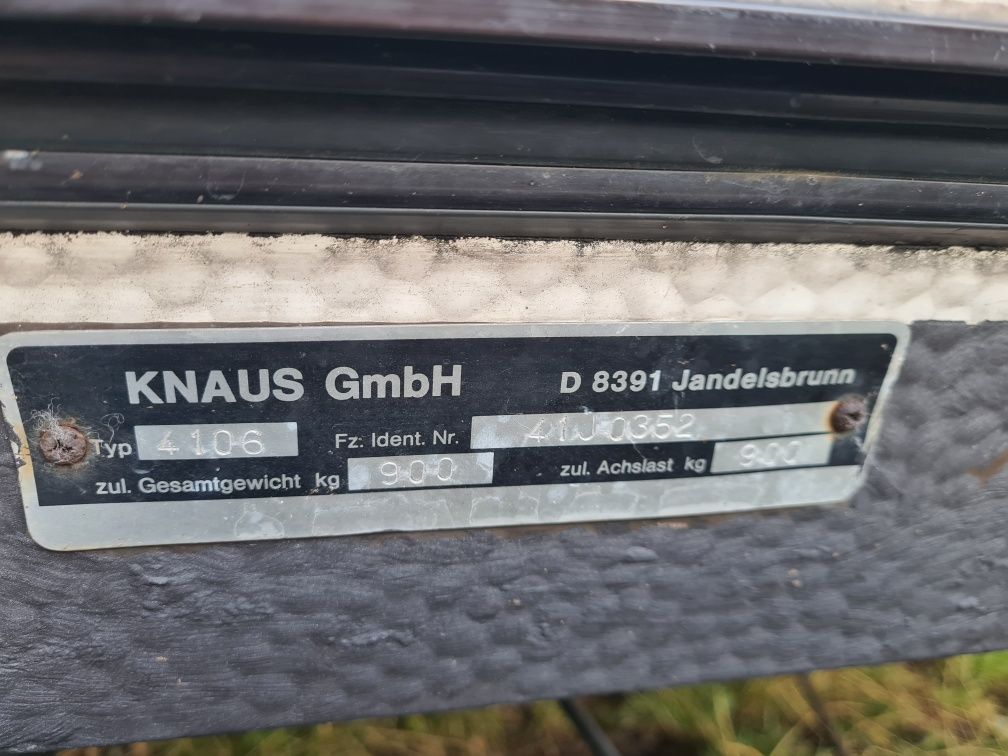 KNAUS GmbH D 8391 Jandelsbrunn
Typ 4106 Fz: Ident. Nr. 41J0352
zul. Gesamtgewicht kg 900 zul. Achslast kg 900